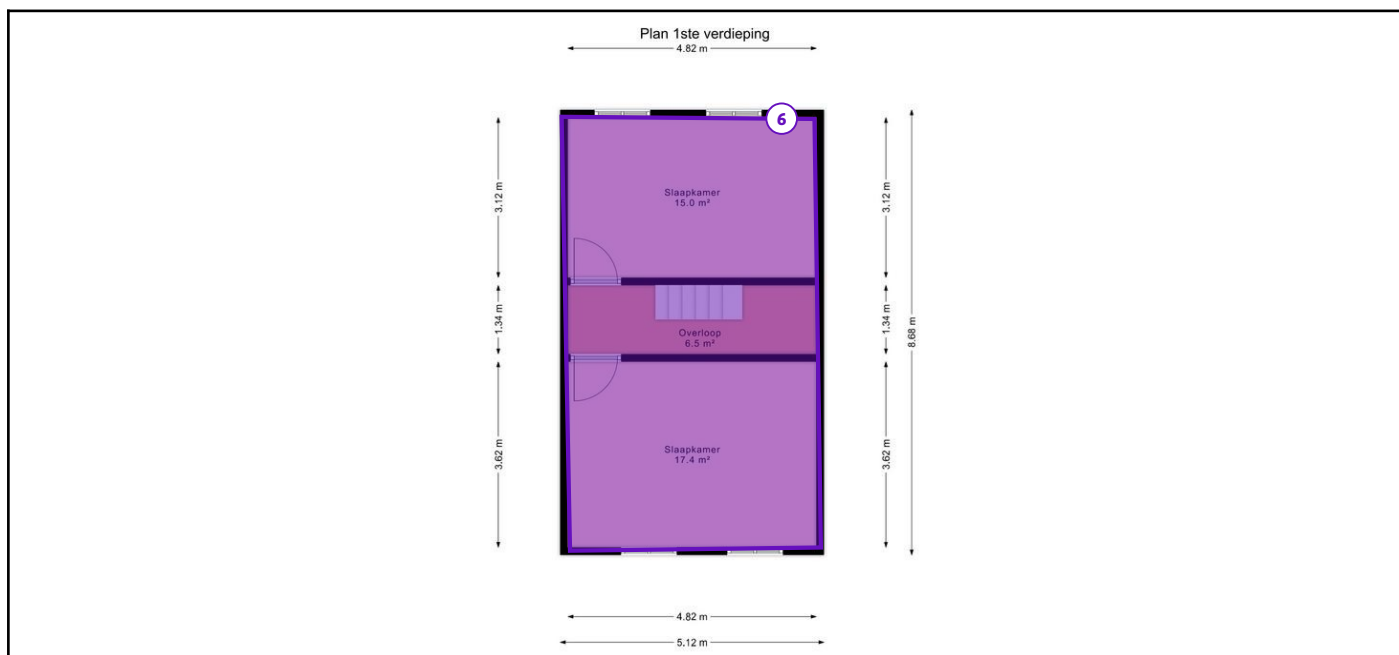 Plan 1ste verdieping
4.82 m
6
3.12 m
3.12 m
Slaapkamer
15.0 m²
1.34 m
1.34 m
8.68 m
Overloop
6.5 m²
3.62 m
3.62 m
Slaapkamer
17.4 m²
4.82 m
5.12 m